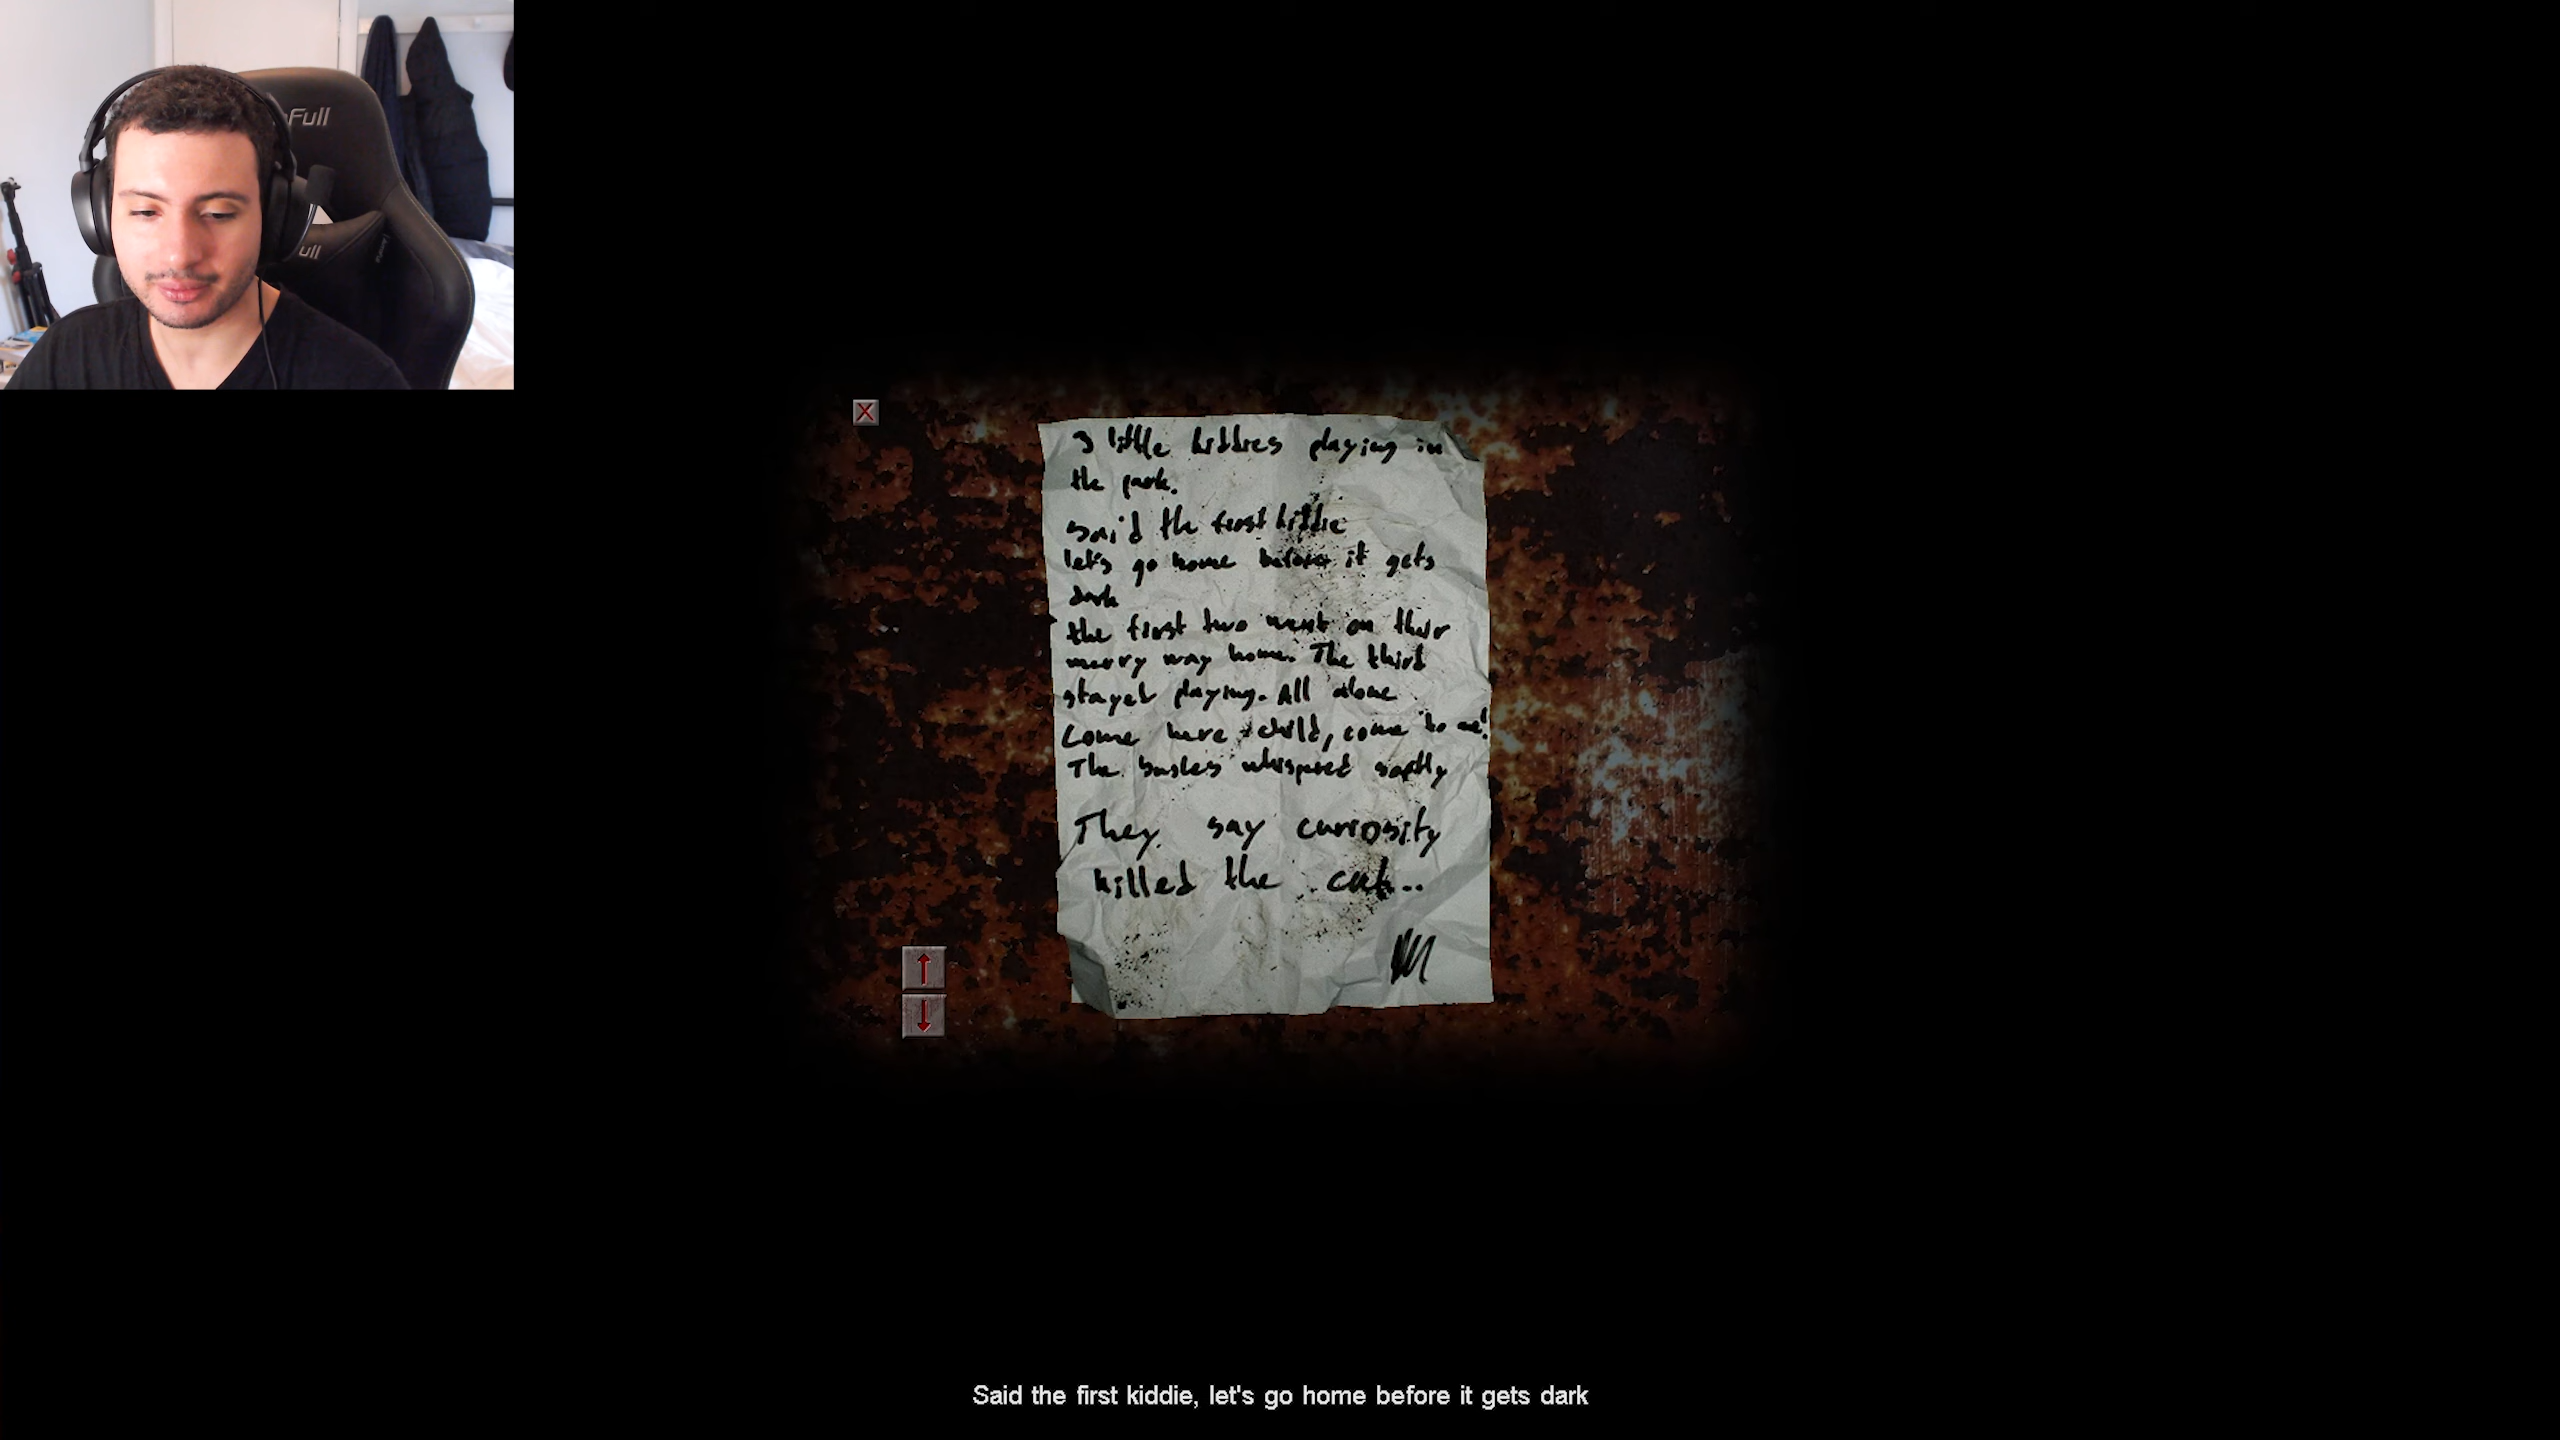 Full
ull
X
3 little kiddies playing in
the park.
said the first kiddie
let's go home before it gets
dark
the first two went on their
merry way home. The third
stayed playing. All alone
Come here child, come to me!
The bushes whispered softly
They say curiosity
killed the cat..
Said the first kiddie, let's go home before it gets dark